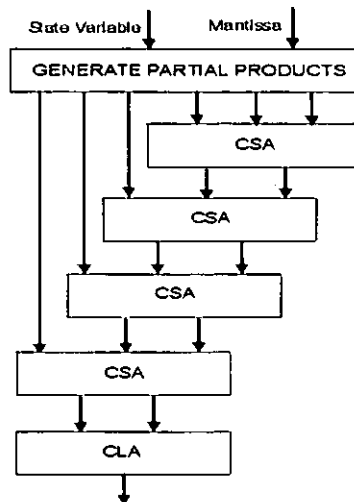 State Variable Mantissa
GENERATE PARTIAL PRODUCTS
CSA
CSA
CSA
CSA
CLA